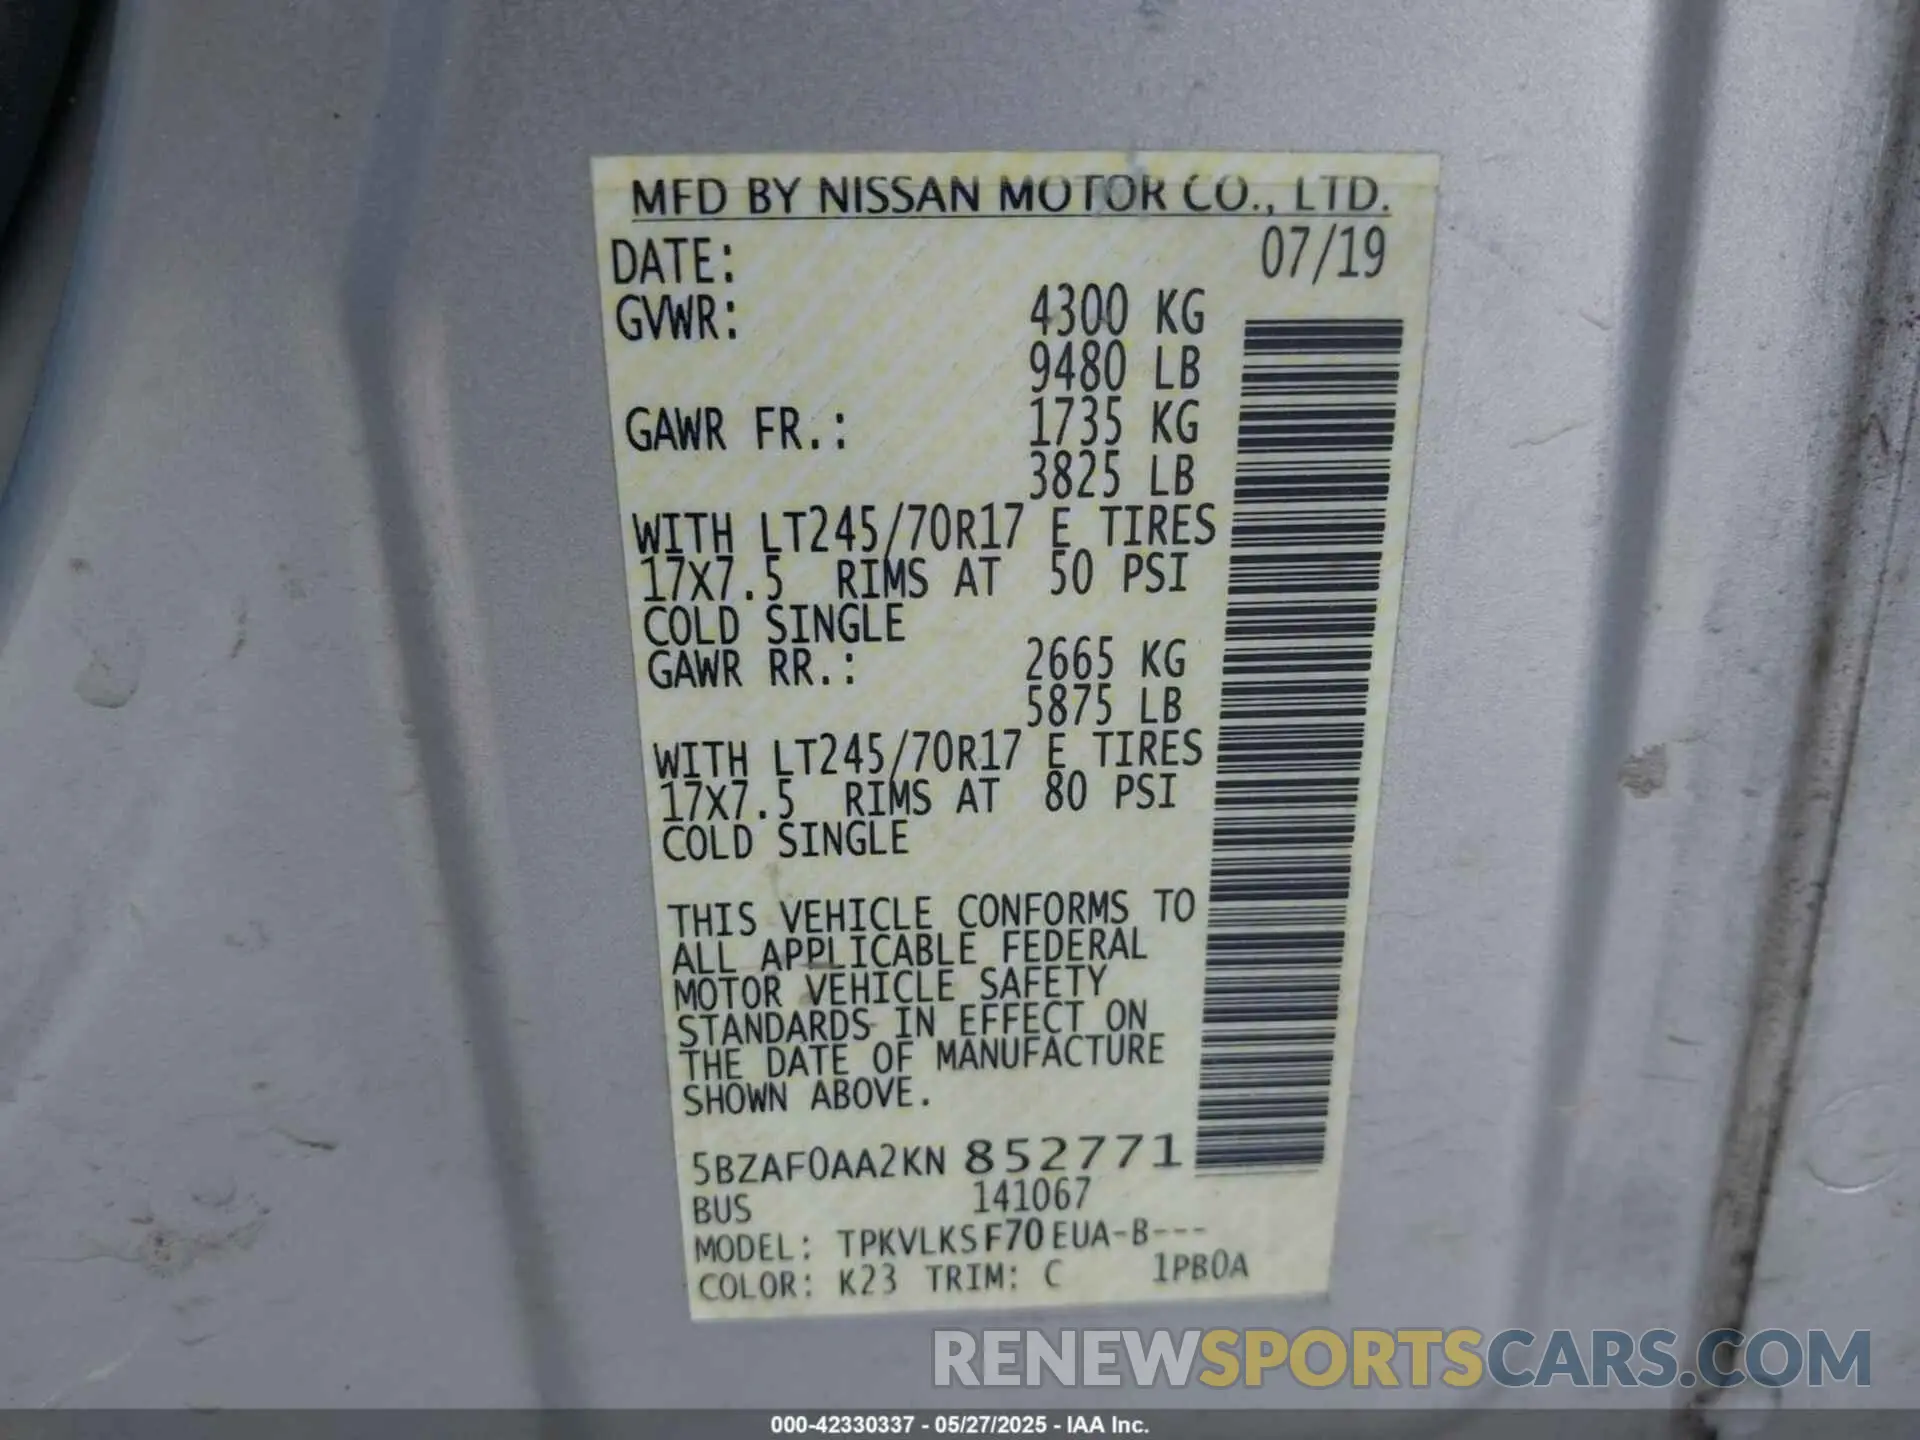 MFD BY NISSAN MOTOR CO., LTD.
DATE: 07/19
GVWR: 4300 KG
9480 LB
GAWR FR.: 1735 KG
3825 LB
WITH LT245/70R17 E TIRES
17X7.5 RIMS AT 50 PSI
COLD SINGLE
GAWR RR.: 2665 KG
5875 LB
WITH LT245/70R17 E TIRES
17X7.5 RIMS AT 80 PSI
COLD SINGLE
THIS VEHICLE CONFORMS TO
ALL APPLICABLE FEDERAL
MOTOR VEHICLE SAFETY
STANDARDS IN EFFECT ON
THE DATE OF MANUFACTURE
SHOWN ABOVE.
5BZAF0AA2KN 852771
BUS 141067
MODEL: TPKVLKSF70EUA-B---
COLOR: K23 TRIM: C 1PB0A
RENEWSPORTSCARS.COM
000-42330337 - 05/27/2025 - IAA Inc.